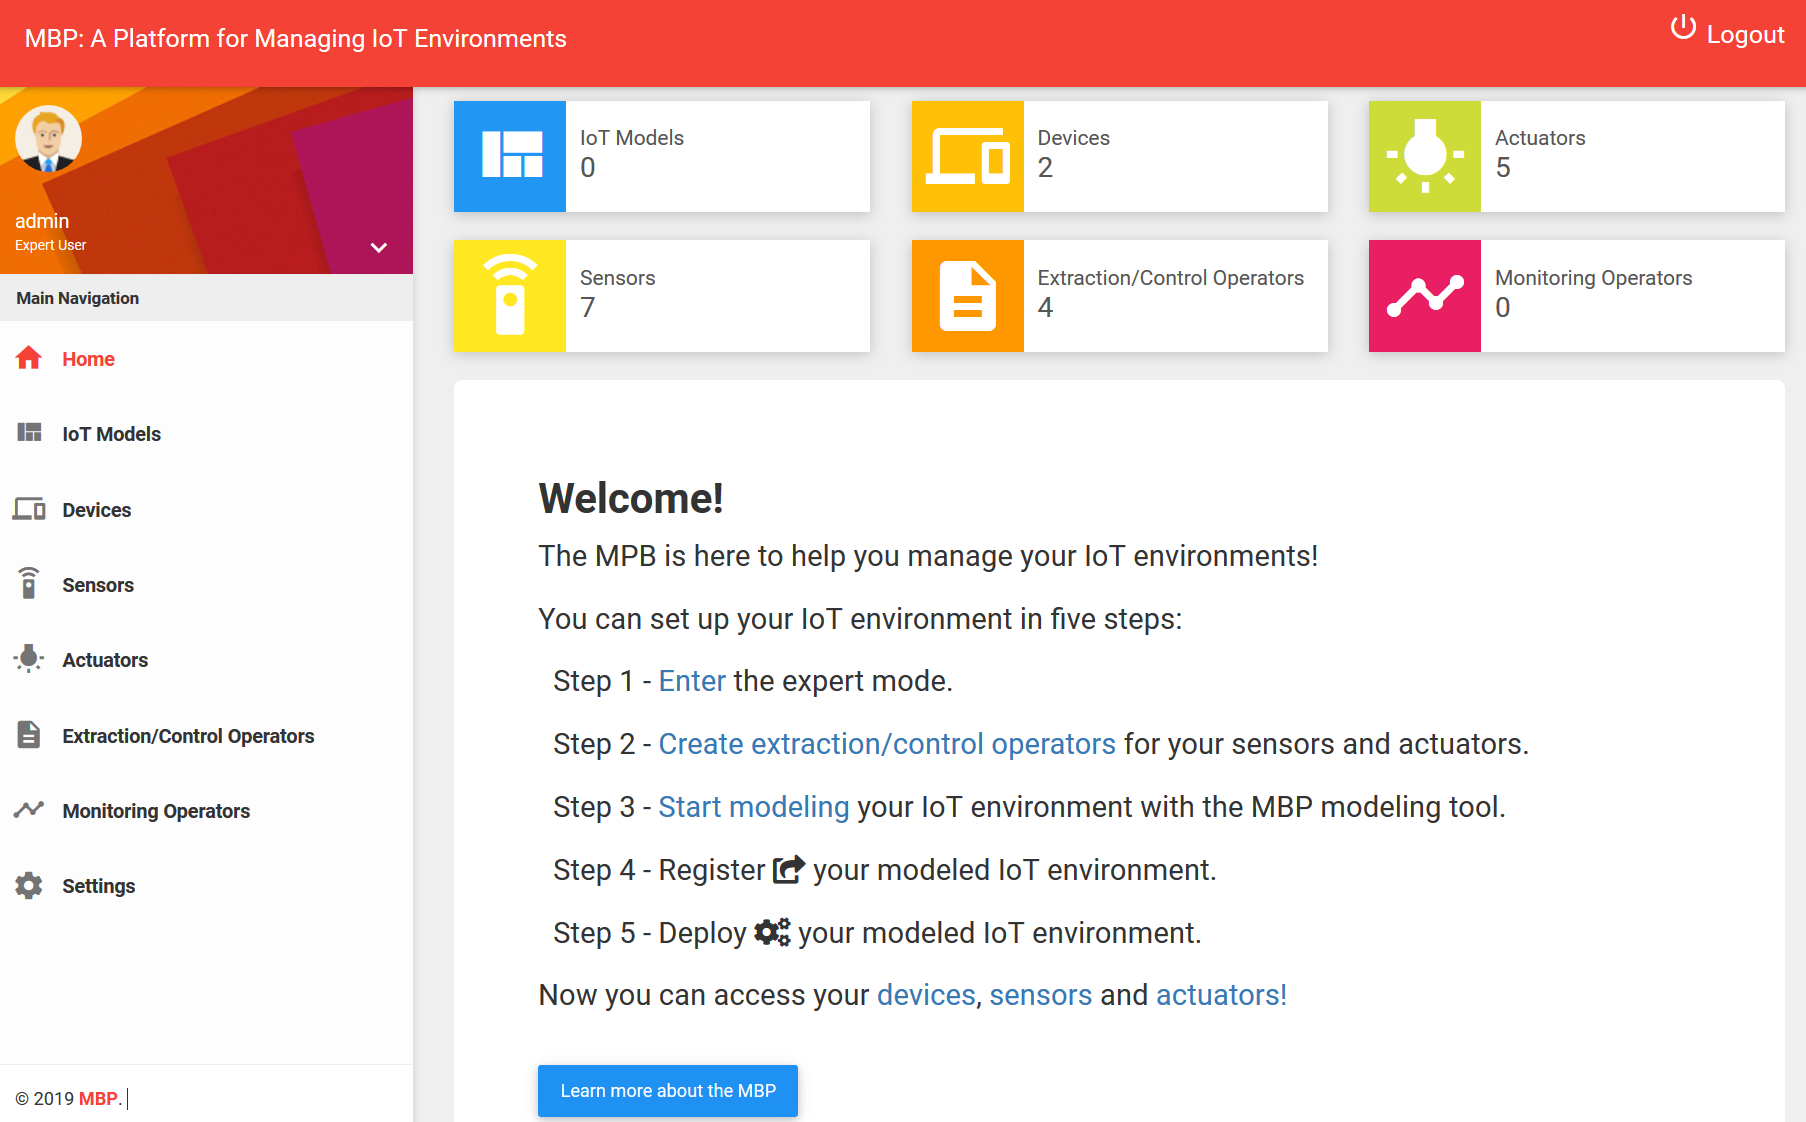 MBP: A Platform for Managing IoT Environments
Logout
admin
Expert User
Main Navigation
Home
IoT Models
Devices
Sensors
Actuators
Extraction/Control Operators
Monitoring Operators
Settings
© 2019 MBP.
IoT Models
0
Devices
2
Actuators
5
Sensors
7
Extraction/Control Operators
4
Monitoring Operators
0
Welcome!
The MPB is here to help you manage your IoT environments!
You can set up your IoT environment in five steps:
Step 1 - Enter the expert mode.
Step 2 - Create extraction/control operators for your sensors and actuators.
Step 3 - Start modeling your IoT environment with the MBP modeling tool.
Step 4 - Register your modeled IoT environment.
Step 5 - Deploy your modeled IoT environment.
Now you can access your devices, sensors and actuators!
Learn more about the MBP